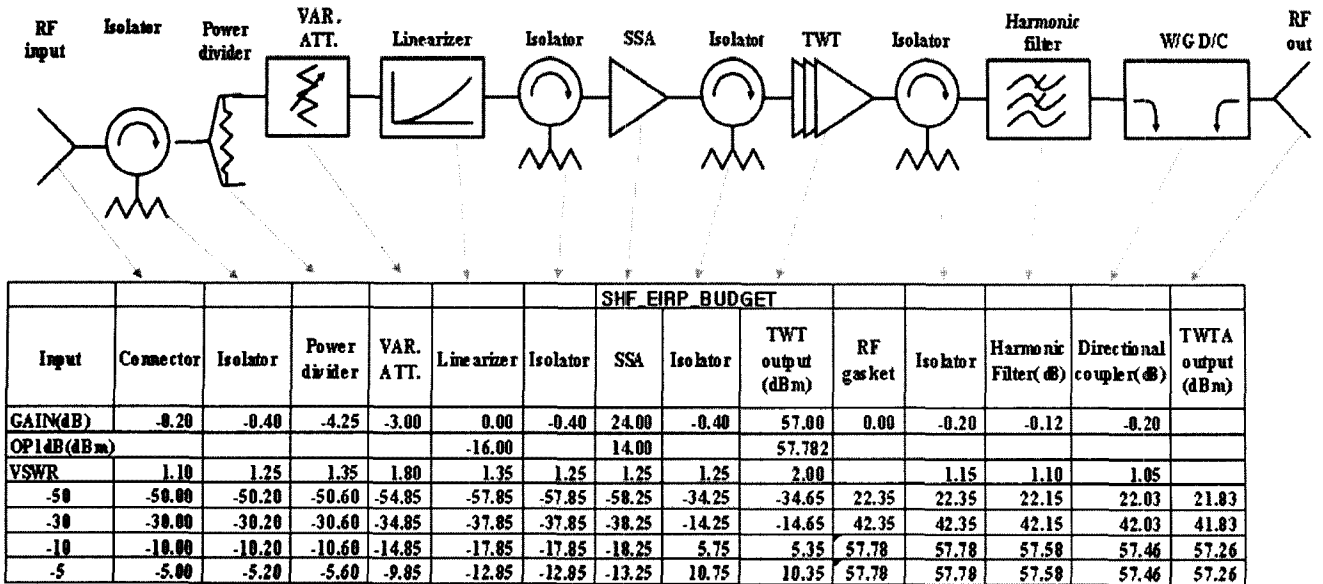 RF input
Isolator
Power divider
VAR. ATT.
Linearizer
Isolator
SSA
Isolator
TWT
Isolator
Harmonic filter
W/G D/C
RF out
SHF_EIRP_BUDGET
Input Connector Isolator Power divider VAR. ATT. Linearizer Isolator SSA Isolator TWT output (dBm) RF gasket Isolator Harmonic Filter(dB) Directional coupler(dB) TWTA output (dBm)
GAIN(dB) -0.20 -0.40 -4.25 -3.00 0.00 -0.40 24.00 -0.40 57.00 0.00 -0.20 -0.12 -0.20
OP1dB(dBm) -16.00 14.00 57.782
VSWR 1.10 1.25 1.35 1.80 1.35 1.25 1.25 1.25 2.00 1.15 1.10 1.05
-50 -50.00 -50.20 -50.60 -54.85 -57.85 -57.85 -58.25 -34.25 -34.65 22.35 22.35 22.15 22.03 21.83
-30 -30.00 -30.20 -30.60 -34.85 -37.85 -37.85 -38.25 -14.25 -14.65 42.35 42.35 42.15 42.03 41.83
-10 -10.00 -10.20 -10.60 -14.85 -17.85 -17.85 -18.25 5.75 5.35 57.78 57.78 57.58 57.46 57.26
-5 -5.00 -5.20 -5.60 -9.85 -12.85 -12.85 -13.25 10.75 10.35 57.78 57.78 57.58 57.46 57.26